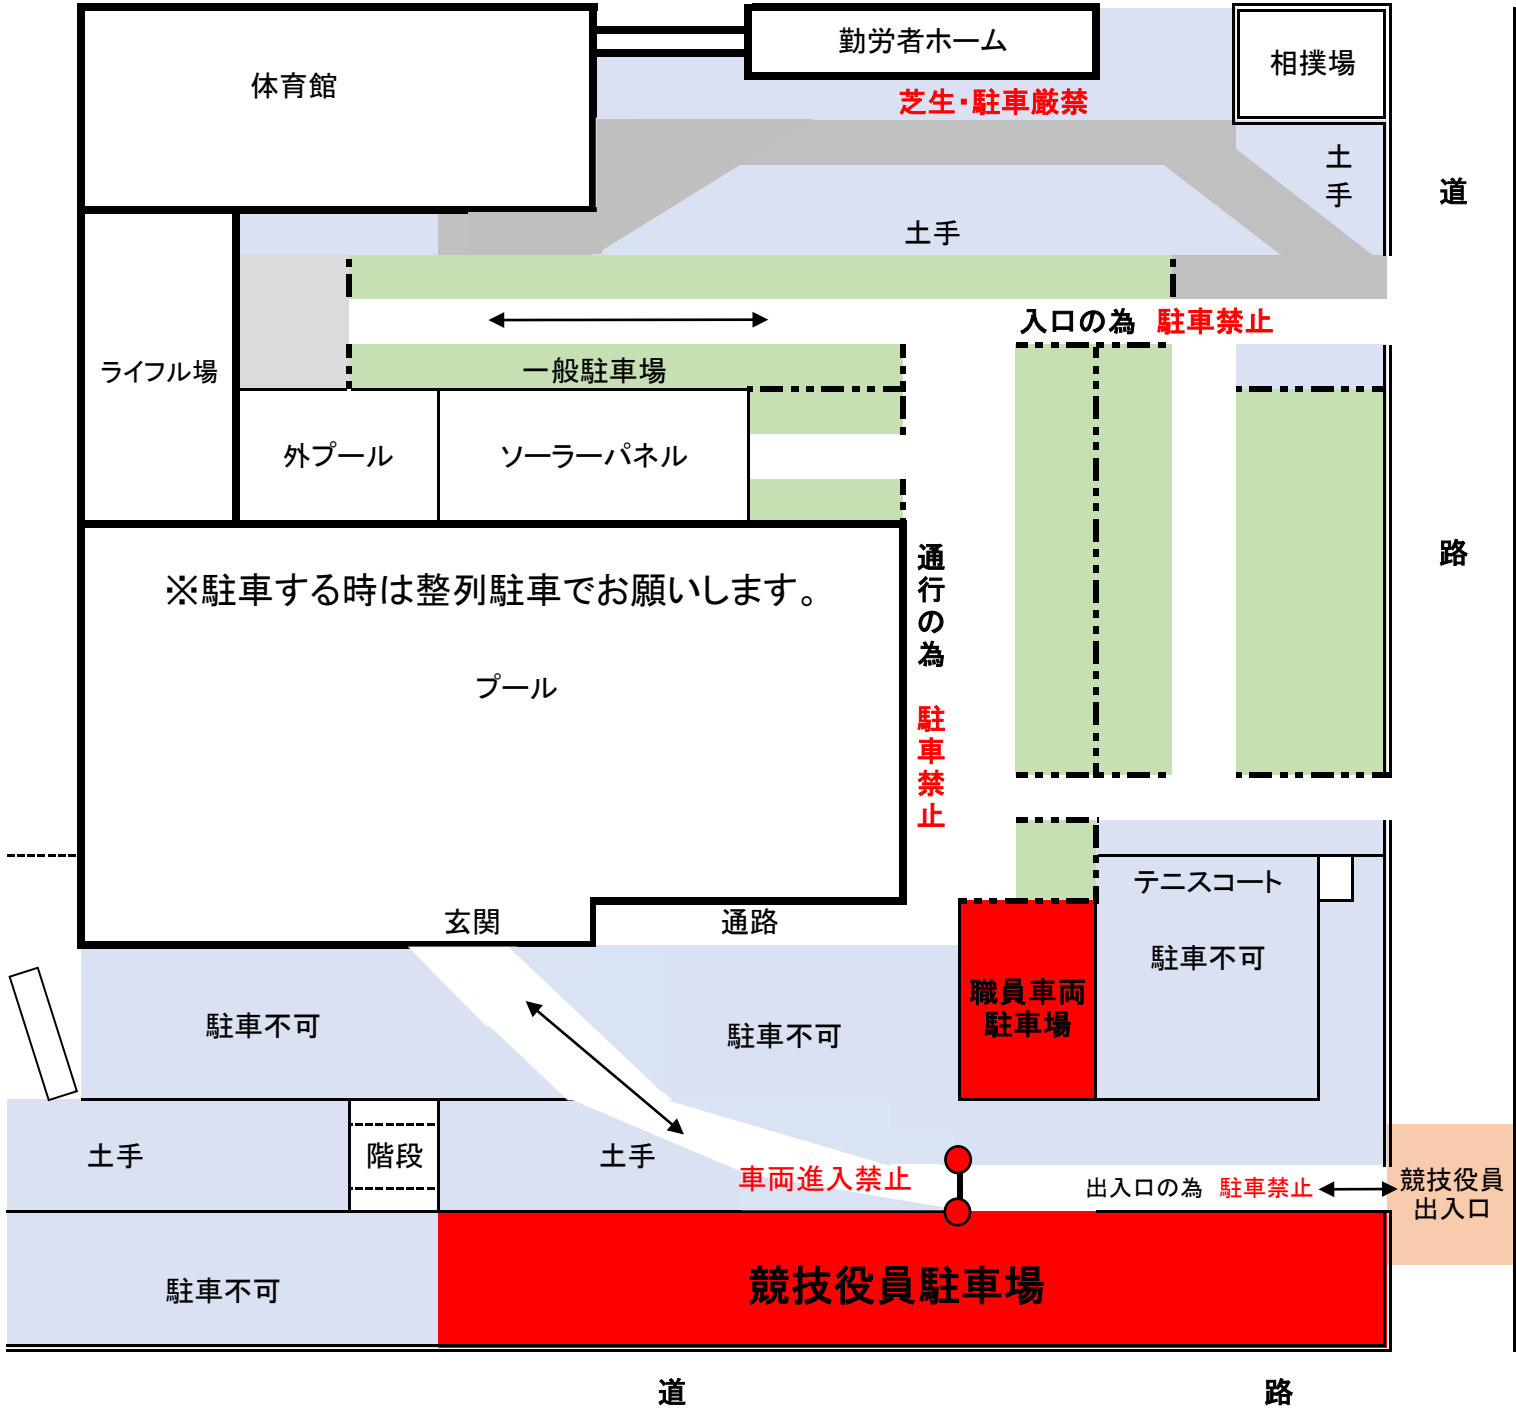 体育館
勤労者ホーム
相撲場
芝生・駐車厳禁
土手
道
土手
入口の為 駐車禁止
ライフル場
一般駐車場
外プール
ソーラーパネル
路
通行の為 駐車禁止
※駐車する時は整列駐車でお願いします。
プール
テニスコート
玄関
通路
駐車不可
職員車両
駐車場
駐車不可
駐車不可
土手
階段
土手
車両進入禁止
出入口の為 駐車禁止
競技役員
出入口
駐車不可
競技役員駐車場
道 路